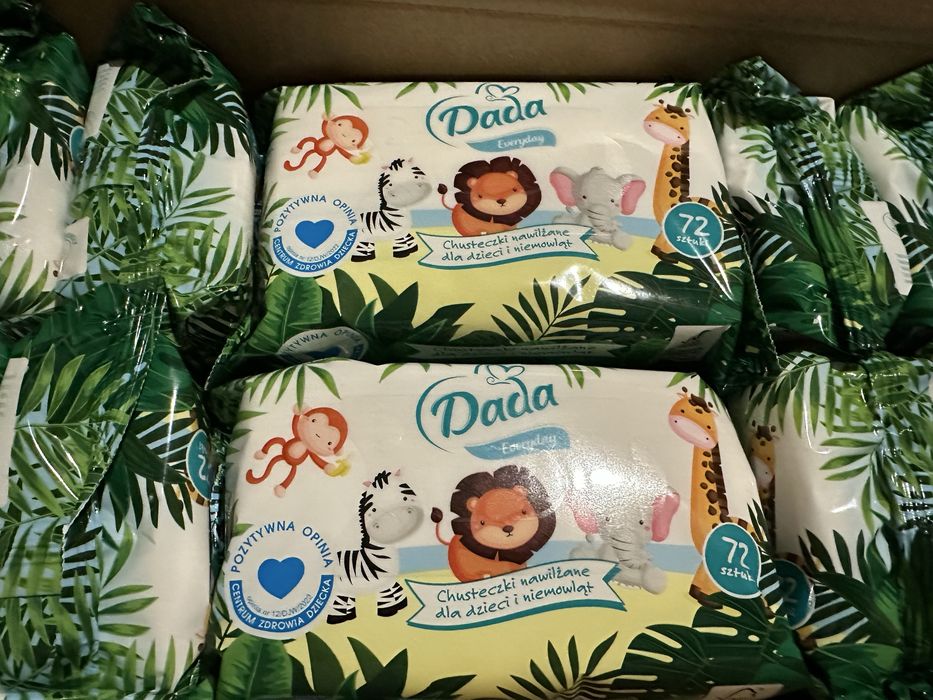 Dada
Everyday
POZYTYWNA OPINIA
CENTRUM ZDROWIA DZIECKA
Chusteczki nawilżane
dla dzieci i niemowląt
72
sztuki
Dada
Everyday
POZYTYWNA OPINIA
CENTRUM ZDROWIA DZIECKA
Chusteczki nawilżane
dla dzieci i niemowląt
72
sztuk